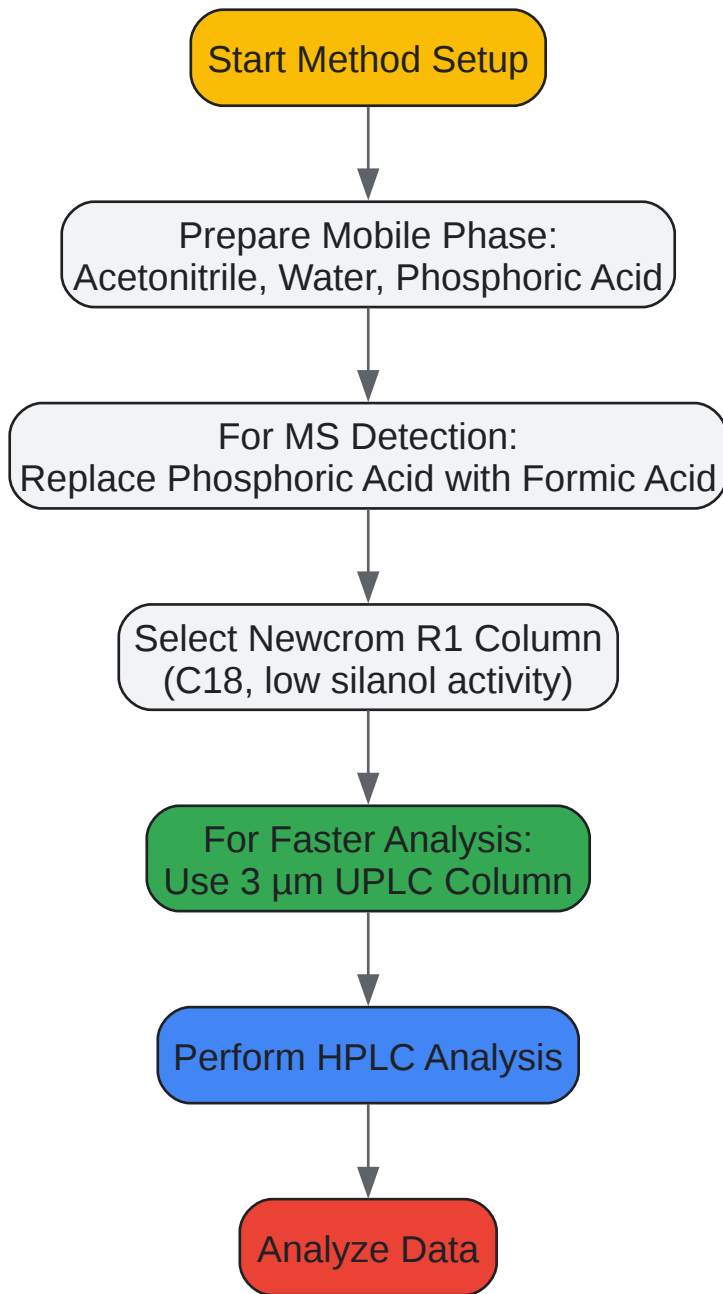 Start Method Setup
Prepare Mobile Phase:
Acetonitrile, Water, Phosphoric Acid
For MS Detection:
Replace Phosphoric Acid with Formic Acid
Select Newcrom R1 Column
(C18, low silanol activity)
For Faster Analysis:
Use 3 µm UPLC Column
Perform HPLC Analysis
Analyze Data